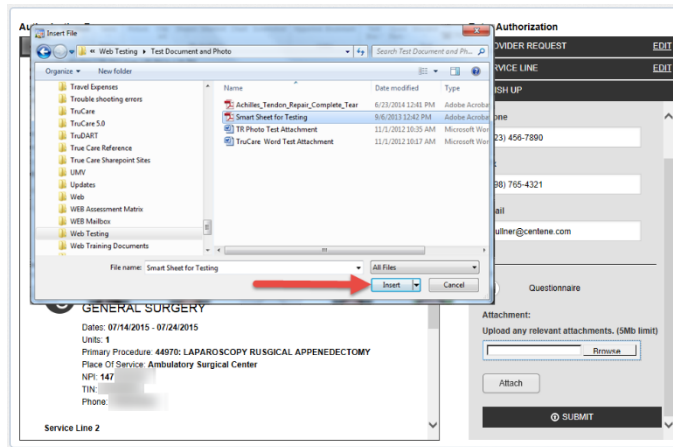 Authorization
Insert File
« Web Testing ▸ Test Document and Photo
Search Test Document and Ph...
Organize
New folder
Travel Expenses
Trouble shooting errors
TruCare
TruCare 5.0
TruDART
True Care Reference
True Care Sharepoint Sites
UMV
Updates
Web
WEB Assessment Matrix
WEB Mailbox
Web Testing
Web Training Documents
Name Date modified Type
Achilles_Tendon_Repair_Complete_Tear 6/23/2014 12:41 PM Adobe Acroba
Smart Sheet for Testing 9/6/2013 12:42 PM Adobe Acroba
TR Photo Test Attachment 11/1/2012 10:35 AM Microsoft Wor
TruCare Word Test Attachment 11/1/2012 10:17 AM Microsoft Wor
File name: Smart Sheet for Testing
All Files
Insert
Cancel
OVIDER REQUEST EDIT
RVICE LINE EDIT
ISH UP
one
23) 456-7890
98) 765-4321
ail
ullner@centene.com
Questionnaire
Attachment:
Upload any relevant attachments. (5Mb limit)
Browse
Attach
SUBMIT
GENERAL SURGERY
Dates: 07/14/2015 - 07/24/2015
Units: 1
Primary Procedure: 44970: LAPAROSCOPY RUSGICAL APPENEDECTOMY
Place Of Service: Ambulatory Surgical Center
NPI: 147
TIN:
Phone:
Service Line 2